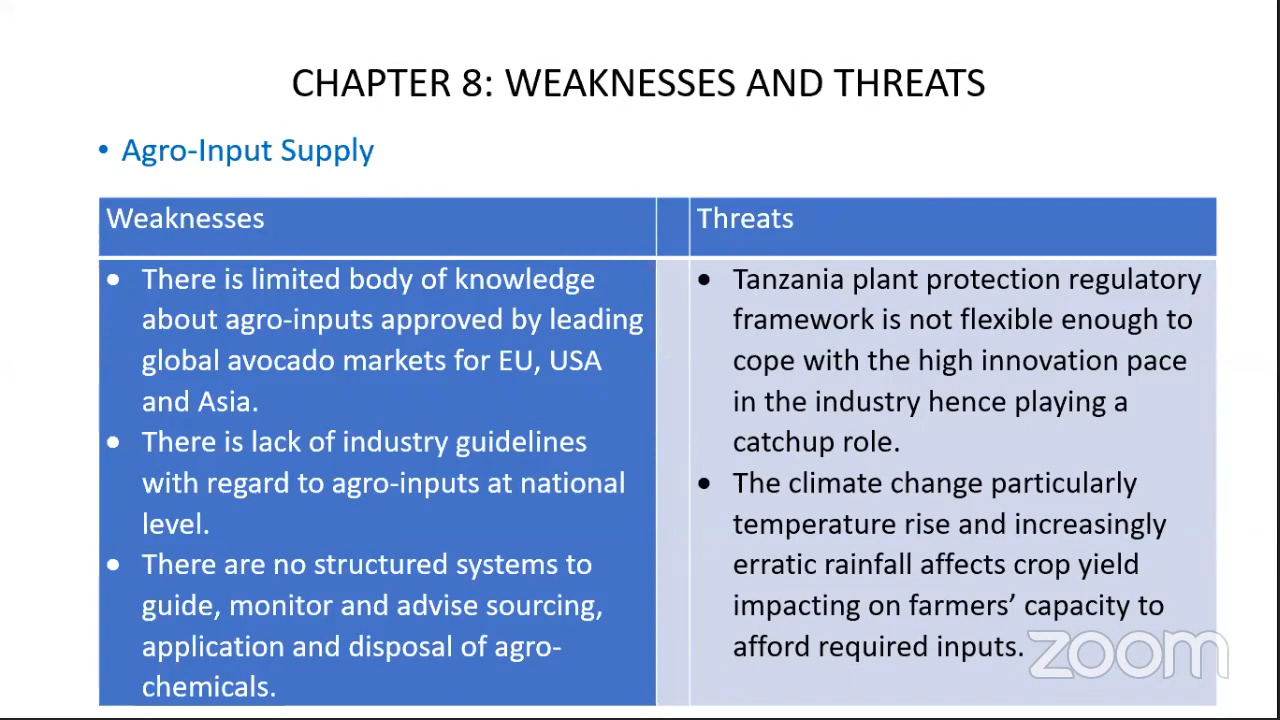 CHAPTER 8: WEAKNESSES AND THREATS
• Agro-Input Supply
Weaknesses
• There is limited body of knowledge
about agro-inputs approved by leading
global avocado markets for EU, USA
and Asia.
• There is lack of industry guidelines
with regard to agro-inputs at national
level.
• There are no structured systems to
guide, monitor and advise sourcing,
application and disposal of agro-
chemicals.
Threats
• Tanzania plant protection regulatory
framework is not flexible enough to
cope with the high innovation pace
in the industry hence playing a
catchup role.
• The climate change particularly
temperature rise and increasingly
erratic rainfall affects crop yield
impacting on farmers’ capacity to
afford required inputs.
zoom